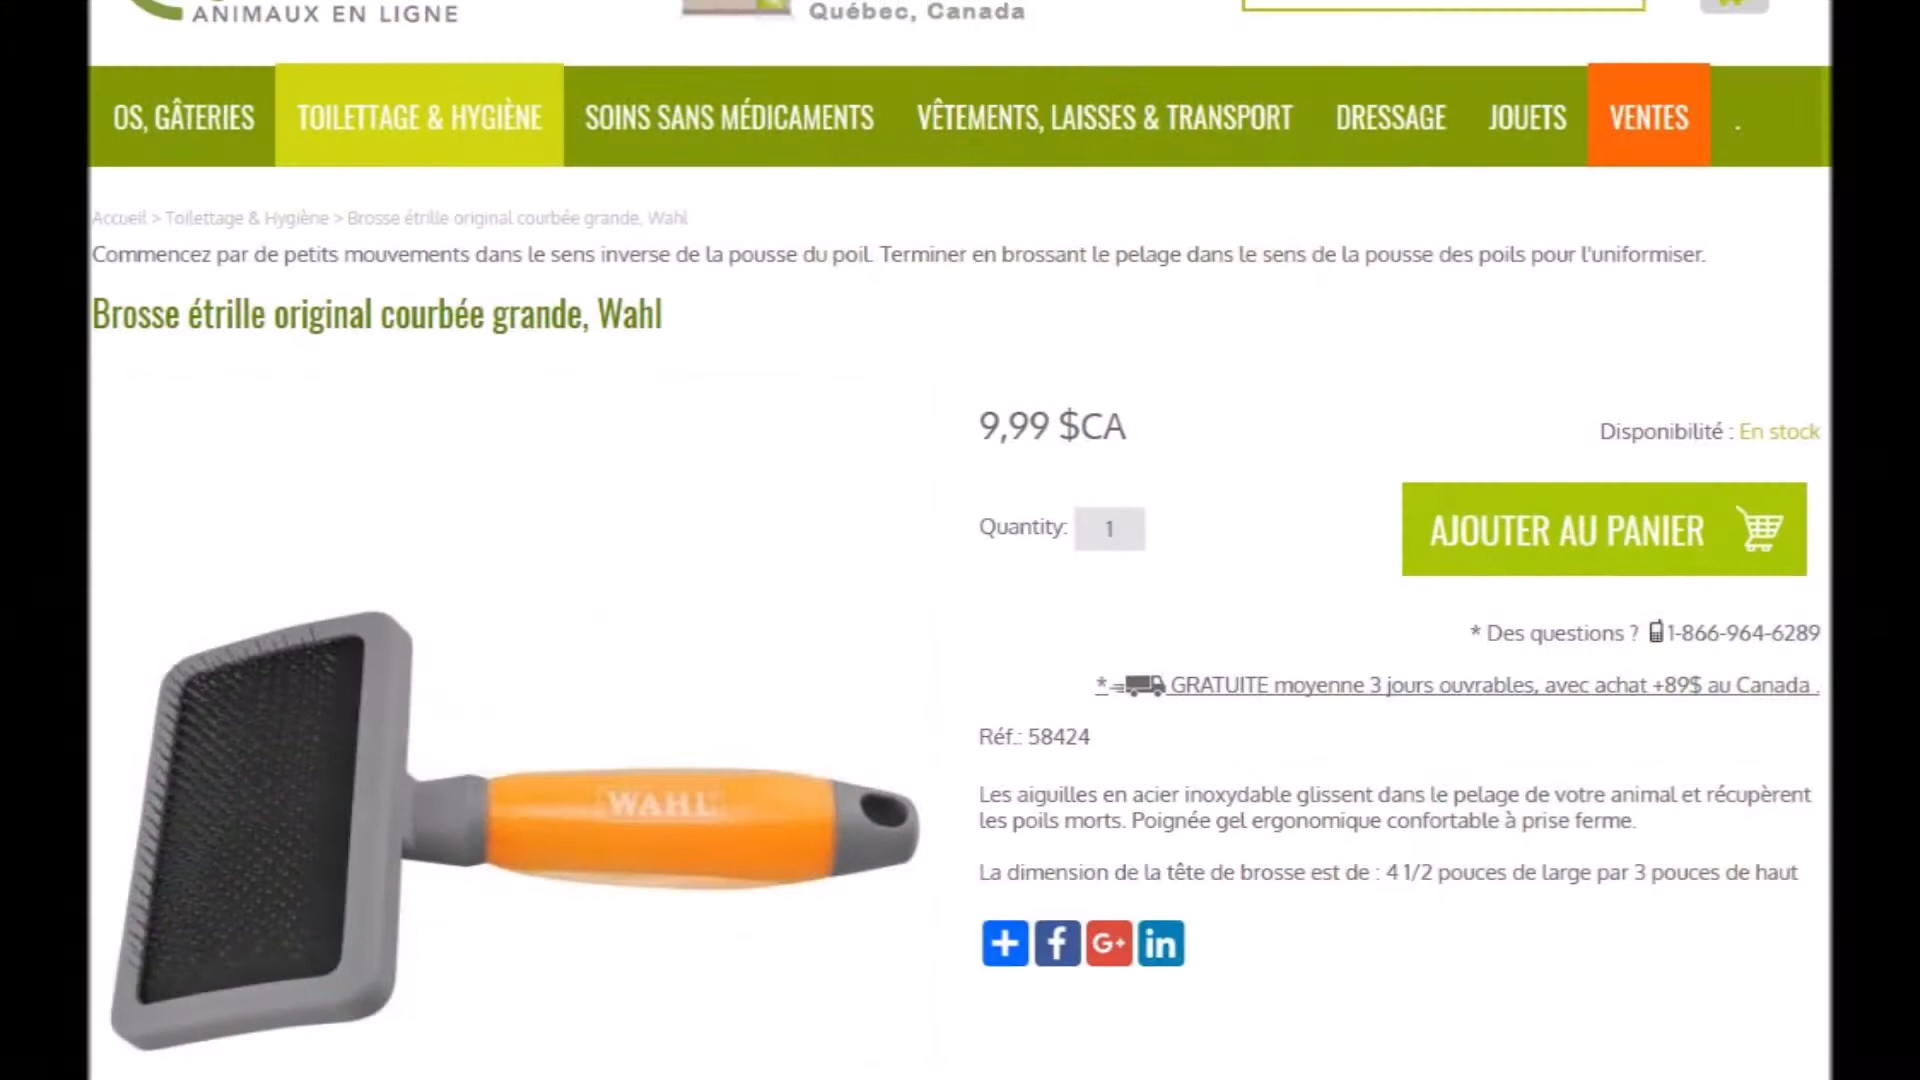 ANIMAUX EN LIGNE
Québec, Canada
OS, GÂTERIES TOILETTAGE & HYGIÈNE SOINS SANS MÉDICAMENTS VÊTEMENTS, LAISSES & TRANSPORT DRESSAGE JOUETS VENTES .
Accueil > Toilettage & Hygiène > Brosse étrille original courbée grande, Wahl
Commencez par de petits mouvements dans le sens inverse de la pousse du poil. Terminer en brossant le pelage dans le sens de la pousse des poils pour l'uniformiser.
Brosse étrille original courbée grande, Wahl
9,99 $CA
Disponibilité : En stock
Quantity: 1
AJOUTER AU PANIER
* Des questions ? 1-866-964-6289
* GRATUITE moyenne 3 jours ouvrables, avec achat +89$ au Canada .
Réf.: 58424
WAHL
Les aiguilles en acier inoxydable glissent dans le pelage de votre animal et récupèrent
les poils morts. Poignée gel ergonomique confortable à prise ferme.
La dimension de la tête de brosse est de : 4 1/2 pouces de large par 3 pouces de haut
f G+ in